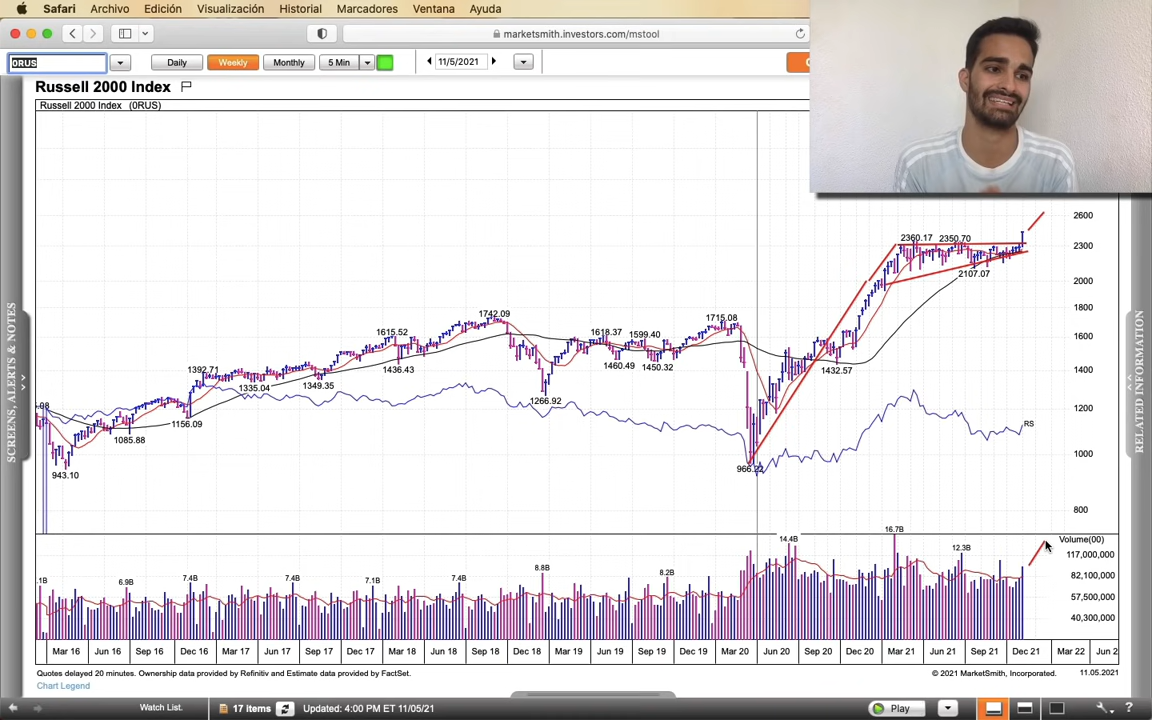 Safari Archivo Edición Visualización Historial Marcadores Ventana Ayuda
marketsmith.investors.com/mstool
0RUS Daily Weekly Monthly 5 Min 11/5/2021
Russell 2000 Index
Russell 2000 Index (0RUS)
2600
2360.17 2350.70 2300
2107.07 2000
1742.09 1715.08 1800
1615.52 1618.37 1599.40 1600
1436.43 1460.49 1450.32 1432.57 1400
1392.71 1335.04 1349.35
1266.92 1200
1156.09
1085.88
RS
943.10 966.22 1000
800
Volume(00)
.1B 6.9B 7.4B 7.4B 7.1B 7.4B 8.8B 8.2B 14.4B 16.7B 12.3B
117,000,000
82,100,000
57,500,000
40,300,000
Mar 16 Jun 16 Sep 16 Dec 16 Mar 17 Jun 17 Sep 17 Dec 17 Mar 18 Jun 18 Sep 18 Dec 18 Mar 19 Jun 19 Sep 19 Dec 19 Mar 20 Jun 20 Sep 20 Dec 20 Mar 21 Jun 21 Sep 21 Dec 21 Mar 22 Jun 2
Quotes delayed 20 minutes. Ownership data provided by Refinitiv and Estimate data provided by FactSet. © 2021 MarketSmith, Incorporated. 11.05.2021
Chart Legend
SCREENS, ALERTS & NOTES
RELATED INFORMATION
Watch List. 17 items Updated: 4:00 PM ET 11/05/21 Play